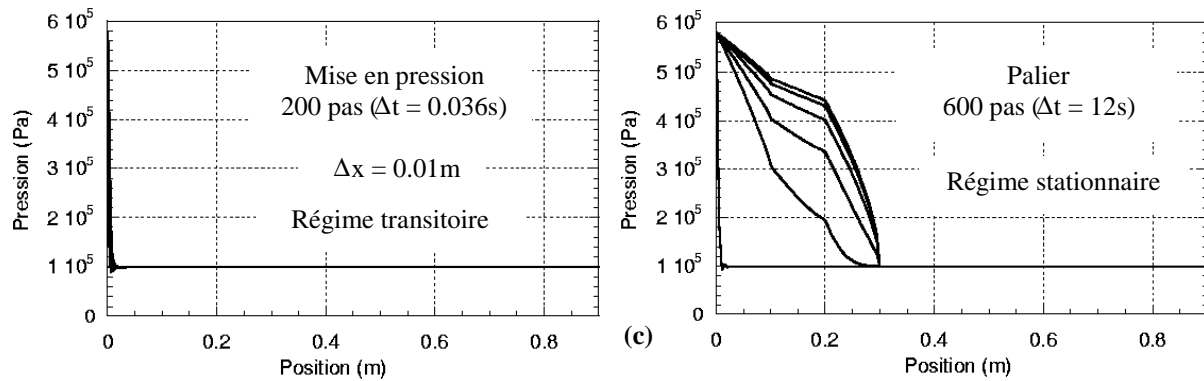 6 10⁵
5 10⁵
4 10⁵
3 10⁵
2 10⁵
1 10⁵
0
Pression (Pa)
Mise en pression
200 pas (Δt = 0.036s)
Δx = 0.01m
Régime transitoire
0
0.2
0.4
0.6
0.8
Position (m)
(c)
6 10⁵
5 10⁵
4 10⁵
3 10⁵
2 10⁵
1 10⁵
0
Pression (Pa)
Palier
600 pas (Δt = 12s)
Régime stationnaire
0
0.2
0.4
0.6
0.8
Position (m)